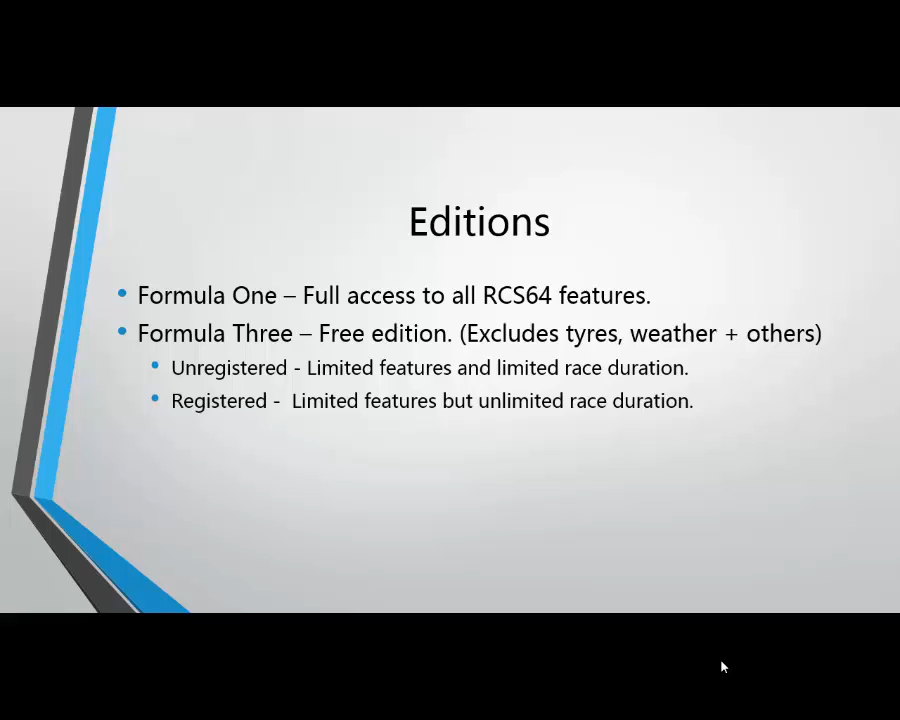 Editions
• Formula One – Full access to all RCS64 features.
• Formula Three – Free edition. (Excludes tyres, weather + others)
• Unregistered - Limited features and limited race duration.
• Registered -  Limited features but unlimited race duration.